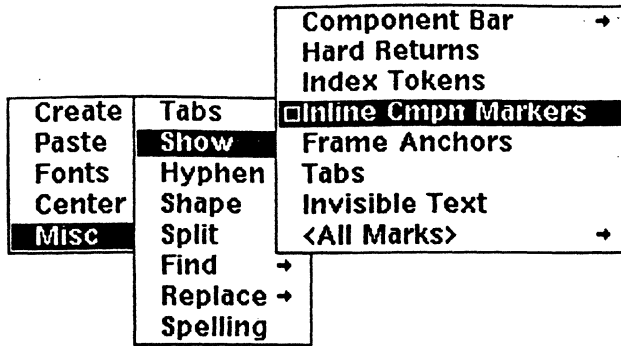 Create
Paste
Fonts
Center
Misc
Tabs
Show
Hyphen
Shape
Split
Find →
Replace →
Spelling
Component Bar →
Hard Returns
Index Tokens
Inline Cmpn Markers
Frame Anchors
Tabs
Invisible Text
<All Marks> →